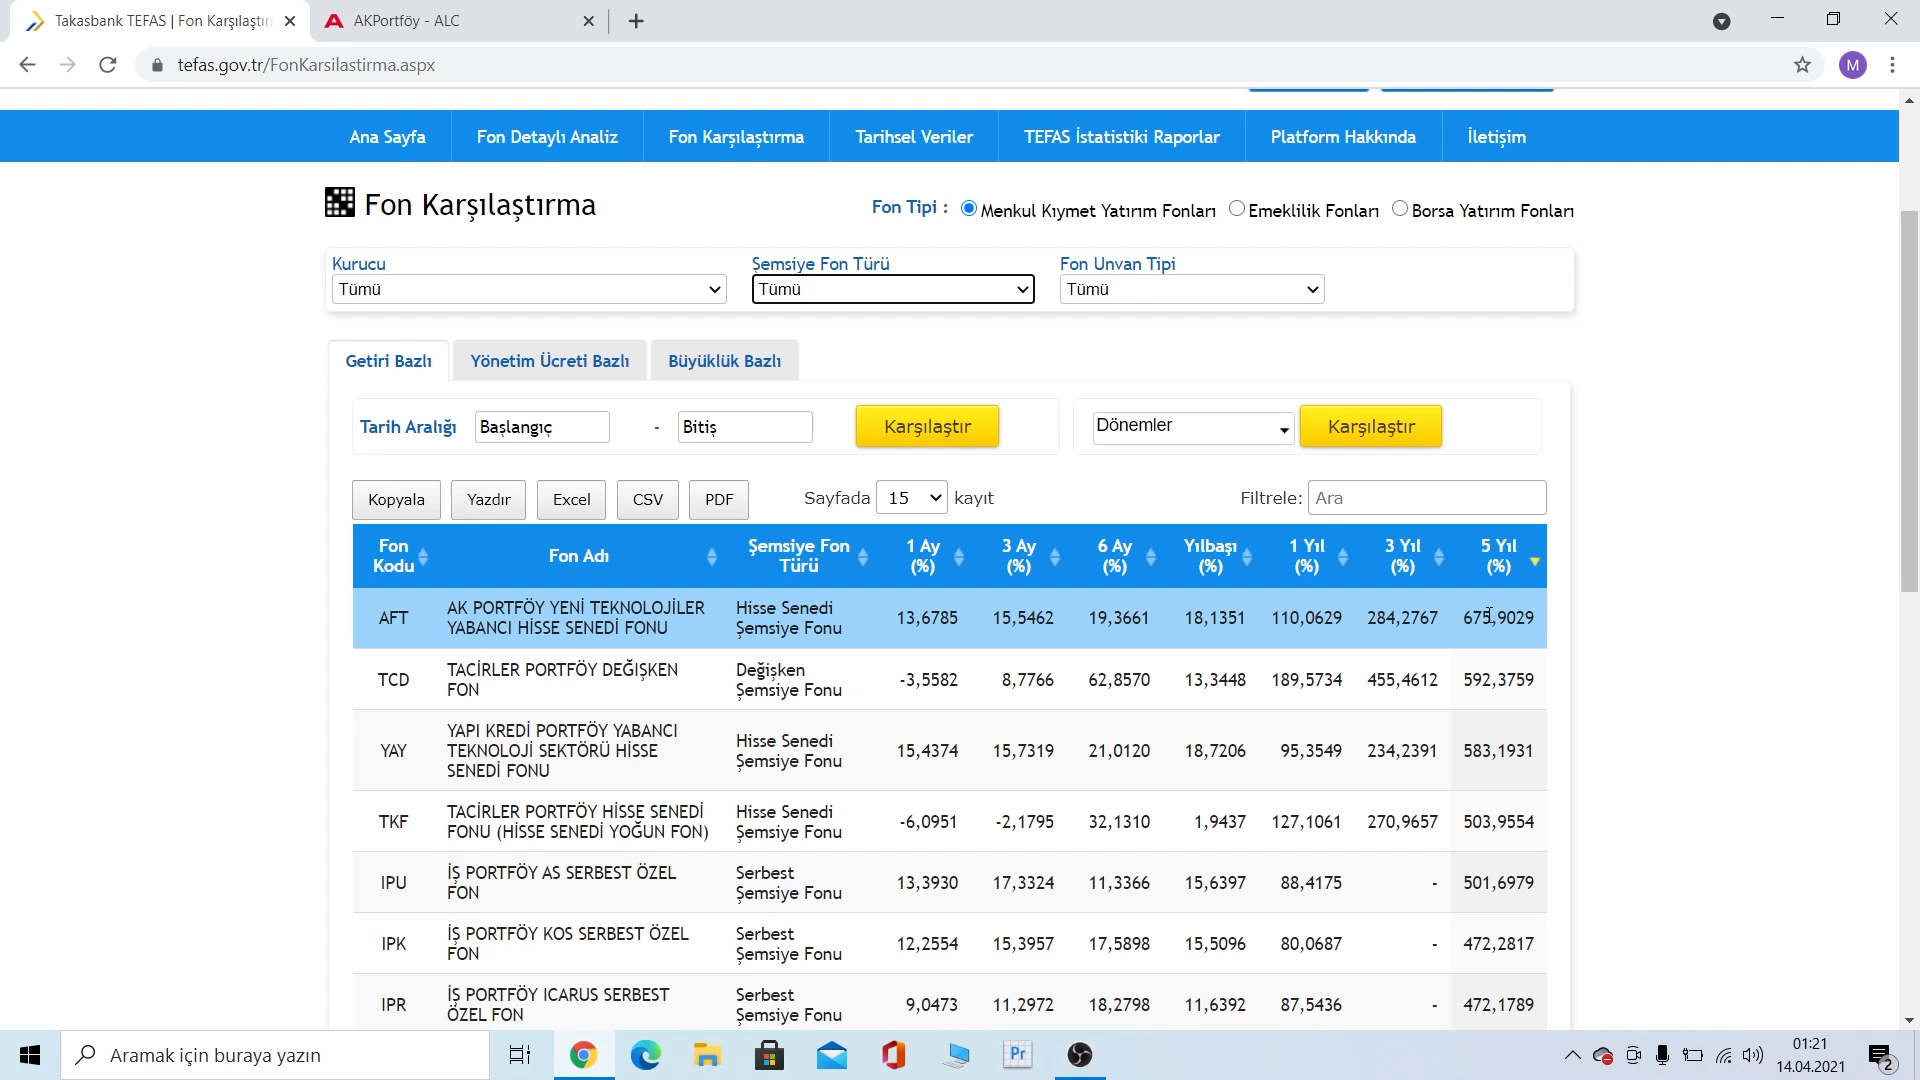 Takasbank TEFAS | Fon Karşılaştırm
AKPortföy - ALC
tefas.gov.tr/FonKarsilastirma.aspx
M
Ana Sayfa
Fon Detaylı Analiz
Fon Karşılaştırma
Tarihsel Veriler
TEFAS İstatistiki Raporlar
Platform Hakkında
İletişim
Fon Karşılaştırma
Fon Tipi :
Menkul Kıymet Yatırım Fonları
Emeklilik Fonları
Borsa Yatırım Fonları
Kurucu
Şemsiye Fon Türü
Fon Unvan Tipi
Tümü
Tümü
Tümü
Getiri Bazlı
Yönetim Ücreti Bazlı
Büyüklük Bazlı
Tarih Aralığı
Başlangıç
-
Bitiş
Karşılaştır
Dönemler
Karşılaştır
Kopyala
Yazdır
Excel
CSV
PDF
Sayfada 15 kayıt
Filtrele: Ara
Fon Kodu
Fon Adı
Şemsiye Fon Türü
1 Ay (%)
3 Ay (%)
6 Ay (%)
Yılbaşı (%)
1 Yıl (%)
3 Yıl (%)
5 Yıl (%)
AFT
AK PORTFÖY YENİ TEKNOLOJİLER
YABANCI HİSSE SENEDİ FONU
Hisse Senedi
Şemsiye Fonu
13,6785 15,5462 19,3661 18,1351 110,0629 284,2767 675,9029
TCD
TACİRLER PORTFÖY DEĞİŞKEN
FON
Değişken
Şemsiye Fonu
-3,5582 8,7766 62,8570 13,3448 189,5734 455,4612 592,3759
YAY
YAPI KREDİ PORTFÖY YABANCI
TEKNOLOJİ SEKTÖRÜ HİSSE
SENEDİ FONU
Hisse Senedi
Şemsiye Fonu
15,4374 15,7319 21,0120 18,7206 95,3549 234,2391 583,1931
TKF
TACİRLER PORTFÖY HİSSE SENEDİ
FONU (HİSSE SENEDİ YOĞUN FON)
Hisse Senedi
Şemsiye Fonu
-6,0951 -2,1795 32,1310 1,9437 127,1061 270,9657 503,9554
IPU
İŞ PORTFÖY AS SERBEST ÖZEL
FON
Serbest
Şemsiye Fonu
13,3930 17,3324 11,3366 15,6397 88,4175 - 501,6979
IPK
İŞ PORTFÖY KOS SERBEST ÖZEL
FON
Serbest
Şemsiye Fonu
12,2554 15,3957 17,5898 15,5096 80,0687 - 472,2817
IPR
İŞ PORTFÖY ICARUS SERBEST
ÖZEL FON
Serbest
Şemsiye Fonu
9,0473 11,2972 18,2798 11,6392 87,5436 - 472,1789
Aramak için buraya yazın
Pr
01:21
14.04.2021
2